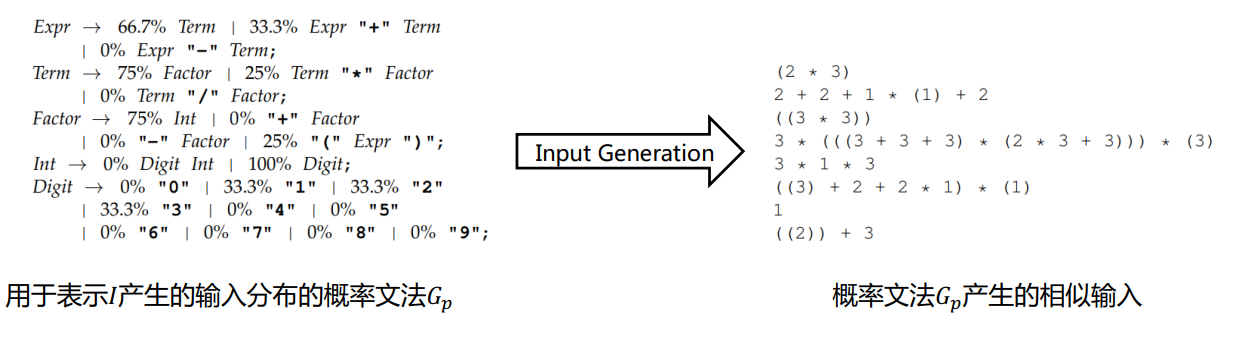 Expr → 66.7% Term | 33.3% Expr "+" Term
| 0% Expr "-" Term;
Term → 75% Factor | 25% Term "*" Factor
| 0% Term "/" Factor;
Factor → 75% Int | 0% "+" Factor
| 0% "-" Factor | 25% "(" Expr ")";
Int → 0% Digit Int | 100% Digit;
Digit → 0% "0" | 33.3% "1" | 33.3% "2"
| 33.3% "3" | 0% "4" | 0% "5"
| 0% "6" | 0% "7" | 0% "8" | 0% "9";
Input Generation
(2 * 3)
2 + 2 + 1 * (1) + 2
((3 * 3))
3 * (((3 + 3 + 3) * (2 * 3 + 3))) * (3)
3 * 1 * 3
((3) + 2 + 2 * 1) * (1)
1
((2)) + 3
用于表示I产生的输入分布的概率文法Gp
概率文法Gp产生的相似输入